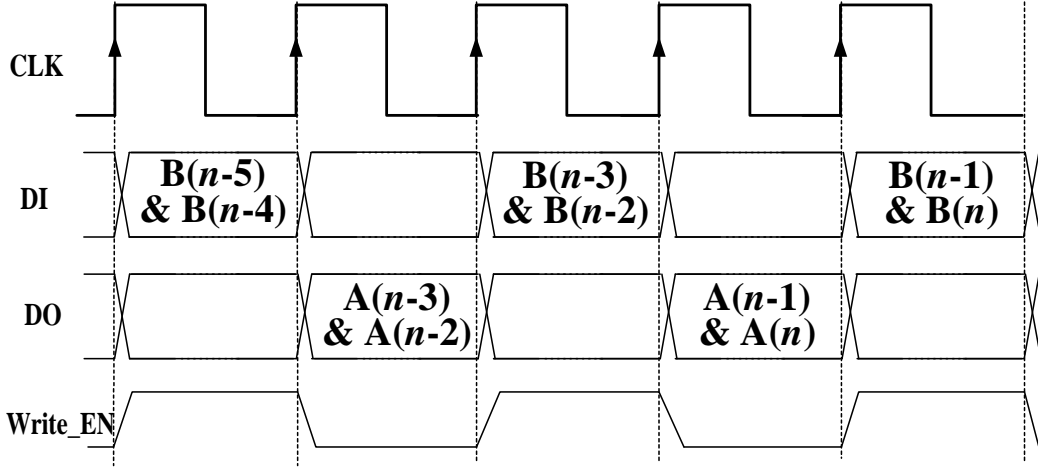 CLK
DI
B(n-5)
& B(n-4)
B(n-3)
& B(n-2)
B(n-1)
& B(n)
DO
A(n-3)
& A(n-2)
A(n-1)
& A(n)
Write_EN